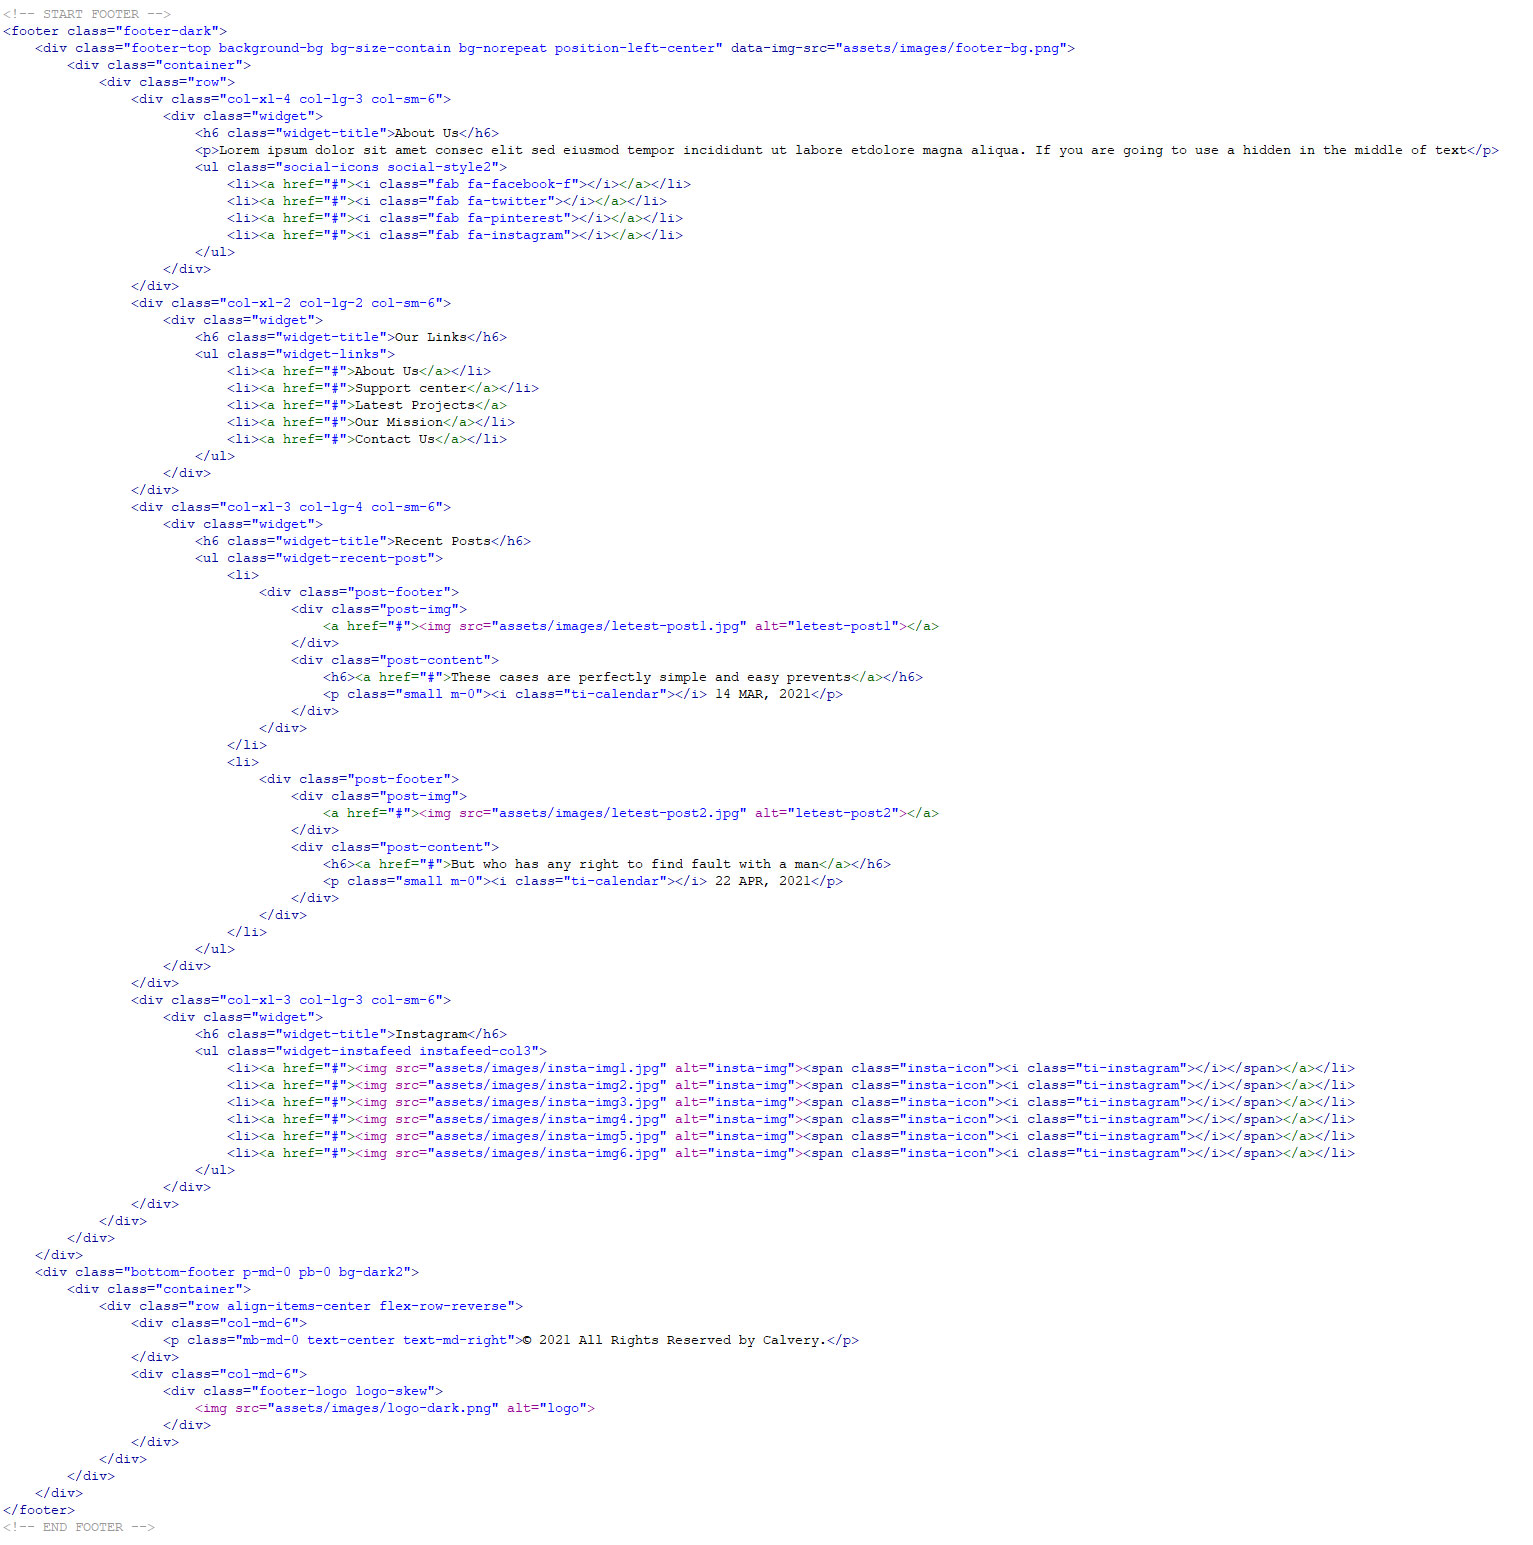 <!-- START FOOTER -->
<footer class="footer-dark">
    <div class="footer-top background-bg bg-size-contain bg-norepeat position-left-center" data-img-src="assets/images/footer-bg.png">
        <div class="container">
            <div class="row">
                <div class="col-xl-4 col-lg-3 col-sm-6">
                    <div class="widget">
                        <h6 class="widget-title">About Us</h6>
                        <p>Lorem ipsum dolor sit amet consec elit sed eiusmod tempor incididunt ut labore etdolore magna aliqua. If you are going to use a hidden in the middle of text</p>
                        <ul class="social-icons social-style2">
                            <li><a href="#"><i class="fab fa-facebook-f"></i></a></li>
                            <li><a href="#"><i class="fab fa-twitter"></i></a></li>
                            <li><a href="#"><i class="fab fa-pinterest"></i></a></li>
                            <li><a href="#"><i class="fab fa-instagram"></i></a></li>
                        </ul>
                    </div>
                </div>
                <div class="col-xl-2 col-lg-2 col-sm-6">
                    <div class="widget">
                        <h6 class="widget-title">Our Links</h6>
                        <ul class="widget-links">
                            <li><a href="#">About Us</a></li>
                            <li><a href="#">Support center</a></li>
                            <li><a href="#">Latest Projects</a>
                            <li><a href="#">Our Mission</a></li>
                            <li><a href="#">Contact Us</a></li>
                        </ul>
                    </div>
                </div>
                <div class="col-xl-3 col-lg-4 col-sm-6">
                    <div class="widget">
                        <h6 class="widget-title">Recent Posts</h6>
                        <ul class="widget-recent-post">
                            <li>
                                <div class="post-footer">
                                    <div class="post-img">
                                        <a href="#"><img src="assets/images/letest-post1.jpg" alt="letest-post1"></a>
                                    </div>
                                    <div class="post-content">
                                        <h6><a href="#">These cases are perfectly simple and easy prevents</a></h6>
                                        <p class="small m-0"><i class="ti-calendar"></i> 14 MAR, 2021</p>
                                    </div>
                                </div>
                            </li>
                            <li>
                                <div class="post-footer">
                                    <div class="post-img">
                                        <a href="#"><img src="assets/images/letest-post2.jpg" alt="letest-post2"></a>
                                    </div>
                                    <div class="post-content">
                                        <h6><a href="#">But who has any right to find fault with a man</a></h6>
                                        <p class="small m-0"><i class="ti-calendar"></i> 22 APR, 2021</p>
                                    </div>
                                </div>
                            </li>
                        </ul>
                    </div>
                </div>
                <div class="col-xl-3 col-lg-3 col-sm-6">
                    <div class="widget">
                        <h6 class="widget-title">Instagram</h6>
                        <ul class="widget-instafeed instafeed-col3">
                            <li><a href="#"><img src="assets/images/insta-img1.jpg" alt="insta-img"><span class="insta-icon"><i class="ti-instagram"></i></span></a></li>
                            <li><a href="#"><img src="assets/images/insta-img2.jpg" alt="insta-img"><span class="insta-icon"><i class="ti-instagram"></i></span></a></li>
                            <li><a href="#"><img src="assets/images/insta-img3.jpg" alt="insta-img"><span class="insta-icon"><i class="ti-instagram"></i></span></a></li>
                            <li><a href="#"><img src="assets/images/insta-img4.jpg" alt="insta-img"><span class="insta-icon"><i class="ti-instagram"></i></span></a></li>
                            <li><a href="#"><img src="assets/images/insta-img5.jpg" alt="insta-img"><span class="insta-icon"><i class="ti-instagram"></i></span></a></li>
                            <li><a href="#"><img src="assets/images/insta-img6.jpg" alt="insta-img"><span class="insta-icon"><i class="ti-instagram"></i></span></a></li>
                        </ul>
                    </div>
                </div>
            </div>
        </div>
    </div>
    <div class="bottom-footer p-md-0 pb-0 bg-dark2">
        <div class="container">
            <div class="row align-items-center flex-row-reverse">
                <div class="col-md-6">
                    <p class="mb-md-0 text-center text-md-right">© 2021 All Rights Reserved by Calvery.</p>
                </div>
                <div class="col-md-6">
                    <div class="footer-logo logo-skew">
                        <img src="assets/images/logo-dark.png" alt="logo">
                    </div>
                </div>
            </div>
        </div>
    </div>
</footer>
<!-- END FOOTER -->